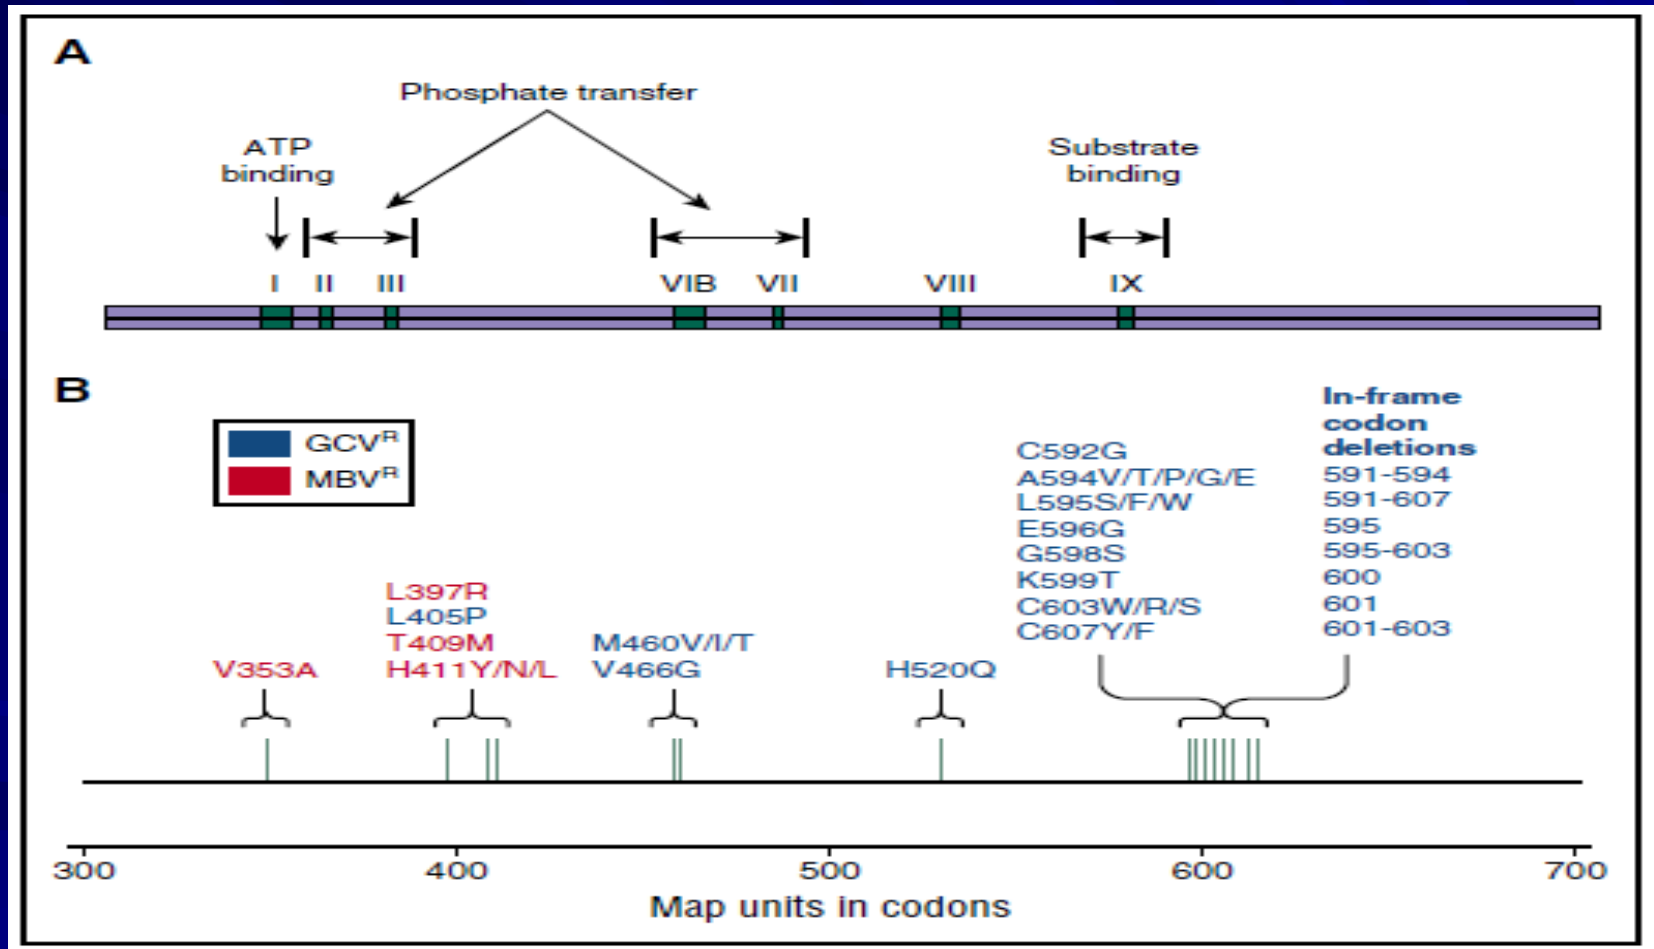 A
Phosphate transfer
ATP
binding
Substrate
binding
I II III VIB VII VIII IX
B
GCVR
MBVR
V353A
L397R
L405P
T409M
H411Y/N/L
M460V/I/T
V466G
H520Q
C592G
A594V/T/P/G/E
L595S/F/W
E596G
G598S
K599T
C603W/R/S
C607Y/F
In-frame
codon
deletions
591-594
591-607
595
595-603
600
601
601-603
300 400 500 600 700
Map units in codons